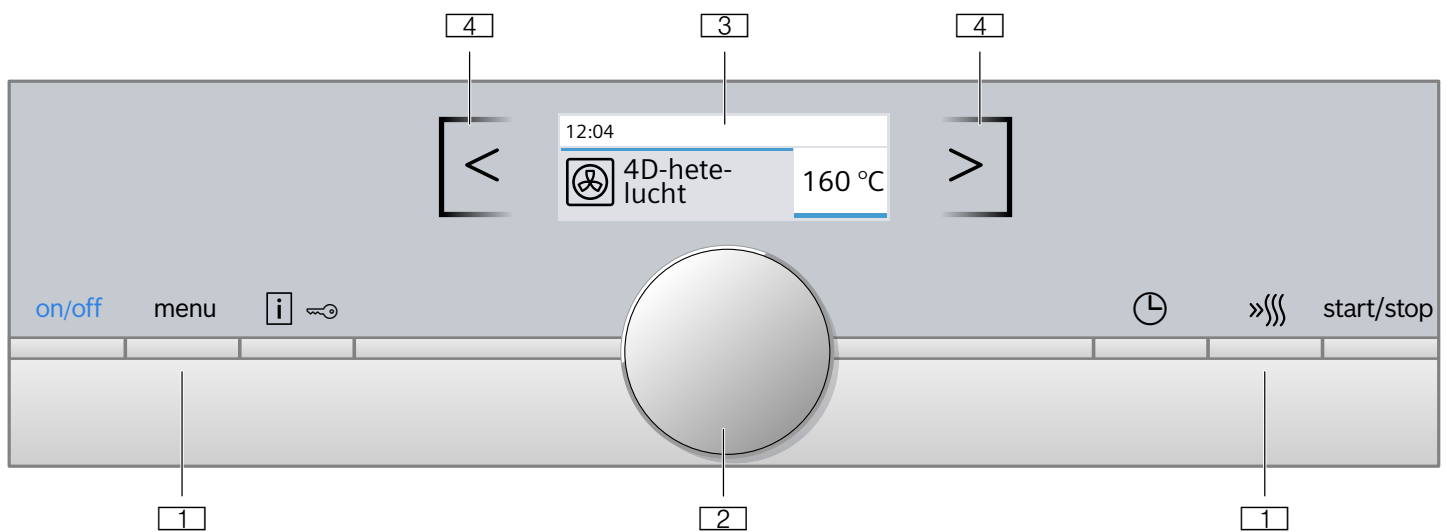 4 3 4
12:04
4D-hete-
lucht
160 °C
< >
on/off menu i start/stop
1 2 1